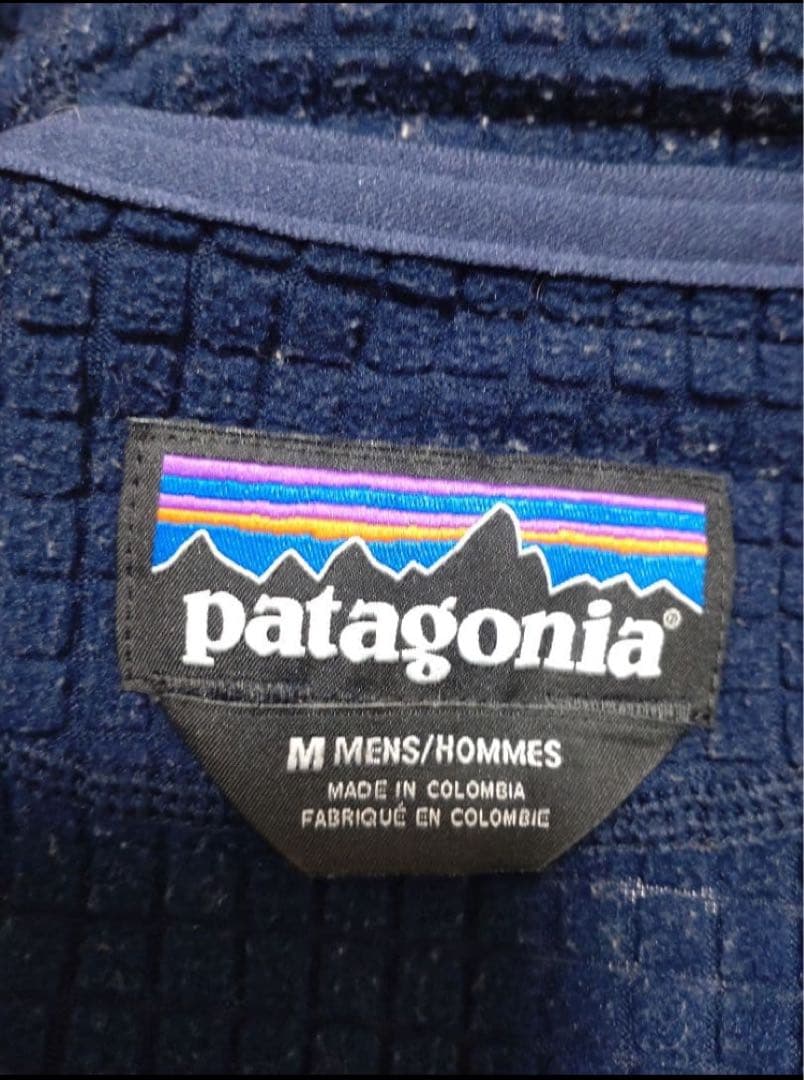 patagonia®
M MENS/HOMMES
MADE IN COLOMBIA
FABRIQUÉ EN COLOMBIE